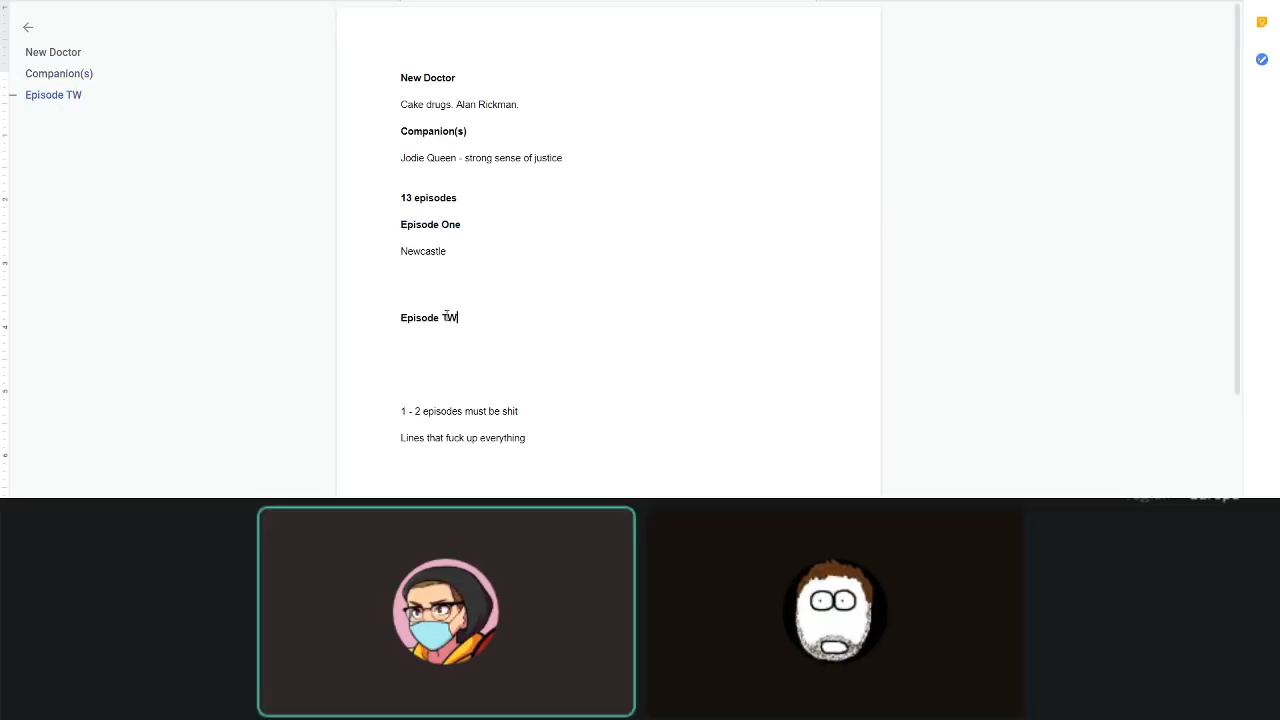 New Doctor
Companion(s)
Episode TW
New Doctor
Cake drugs. Alan Rickman.
Companion(s)
Jodie Queen - strong sense of justice
13 episodes
Episode One
Newcastle
Episode TW
1 - 2 episodes must be shit
Lines that fuck up everything